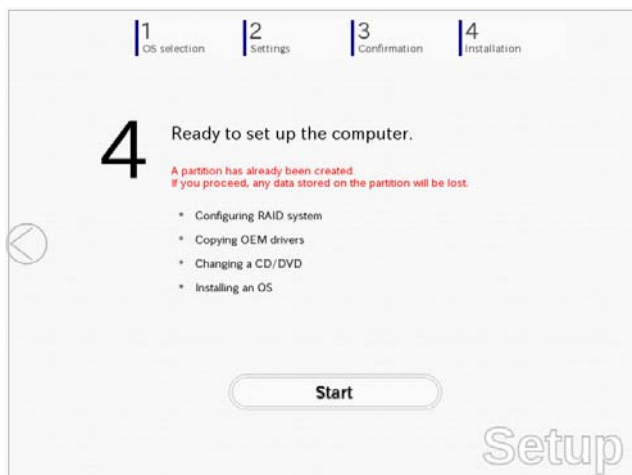 1
OS selection
2
Settings
3
Confirmation
4
Installation
4
Ready to set up the computer.
A partition has already been created.
If you proceed, any data stored on the partition will be lost.
* Configuring RAID system
* Copying OEM drivers
* Changing a CD/DVD
* Installing an OS
Start
Setup